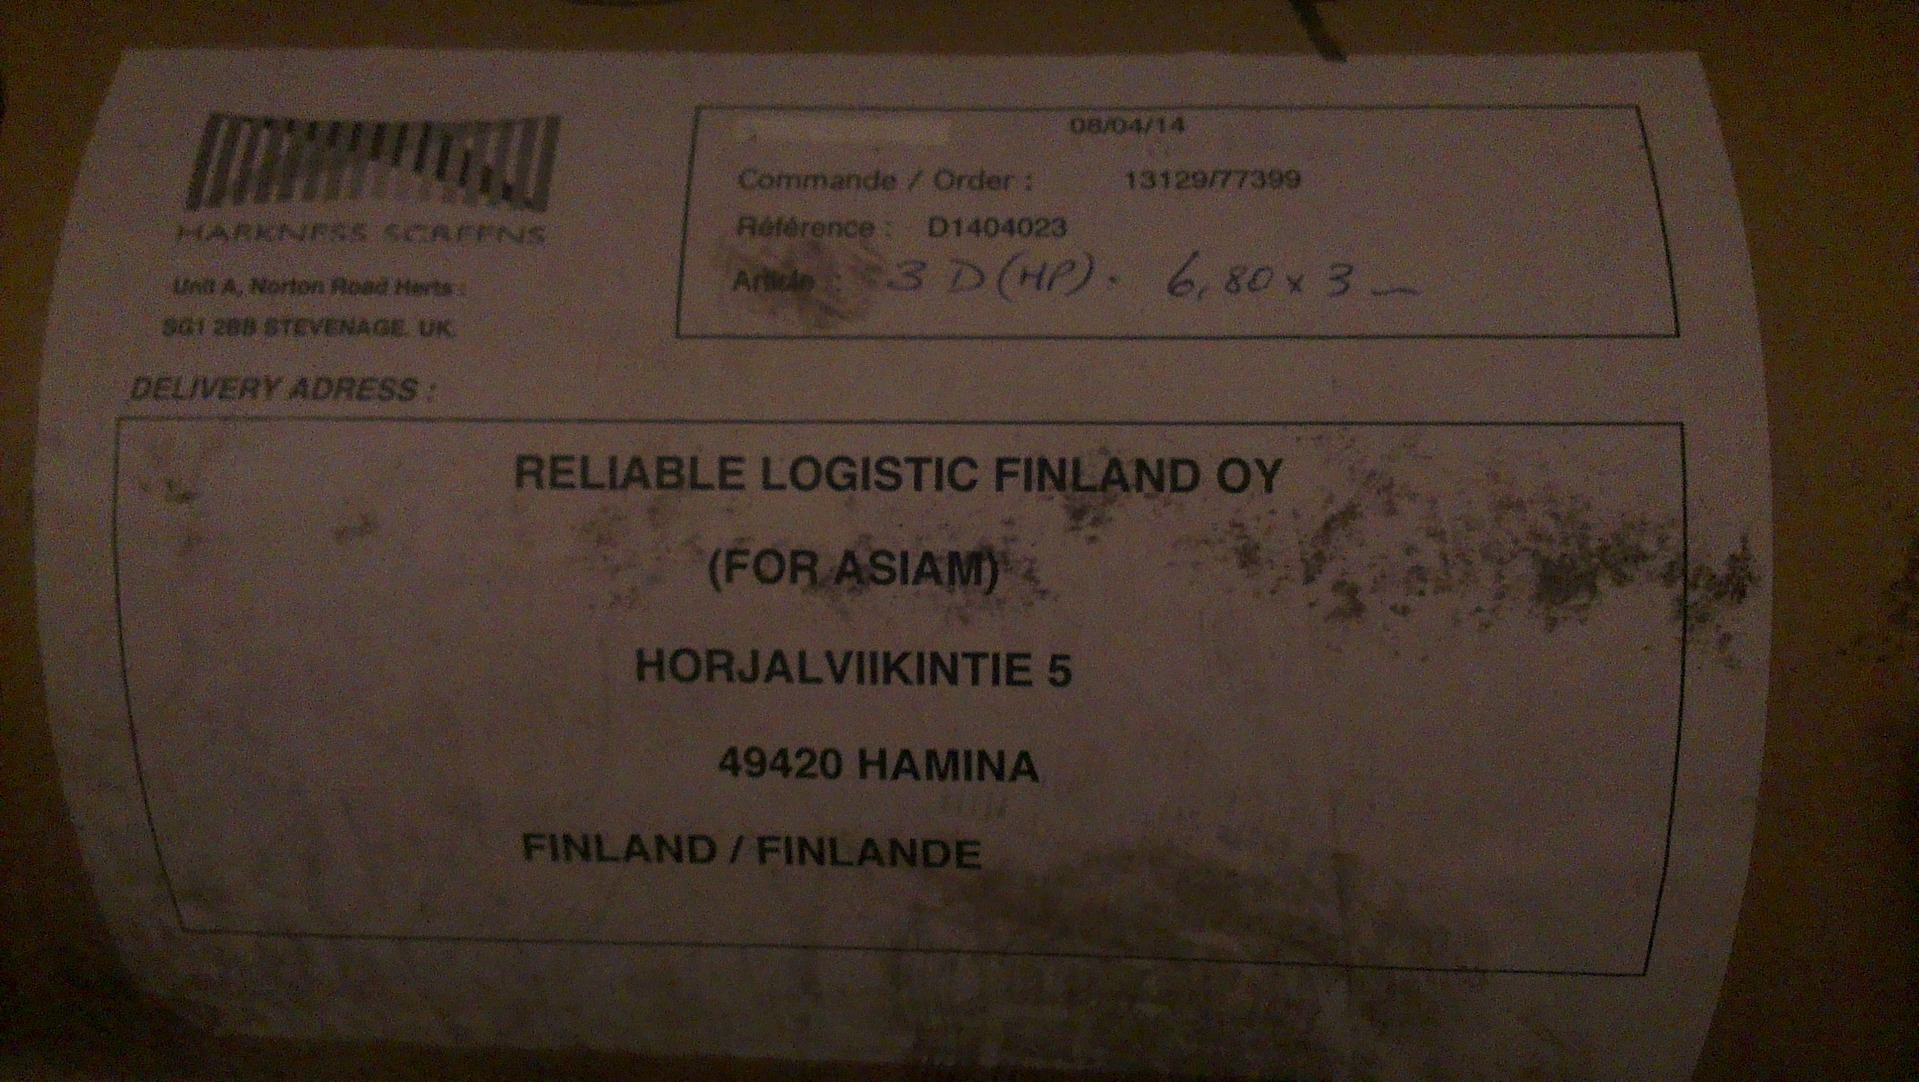 HARKNESS SCREENS
Unit A, Norton Road Herts :
SG1 2BB STEVENAGE. UK.
08/04/14
Commande / Order : 13129/77399
Référence : D1404023
Article : 3 D (HP). 6,80 x 3 —
DELIVERY ADRESS :
RELIABLE LOGISTIC FINLAND OY
(FOR ASIAM)
HORJALVIIKINTIE 5
49420 HAMINA
FINLAND / FINLANDE